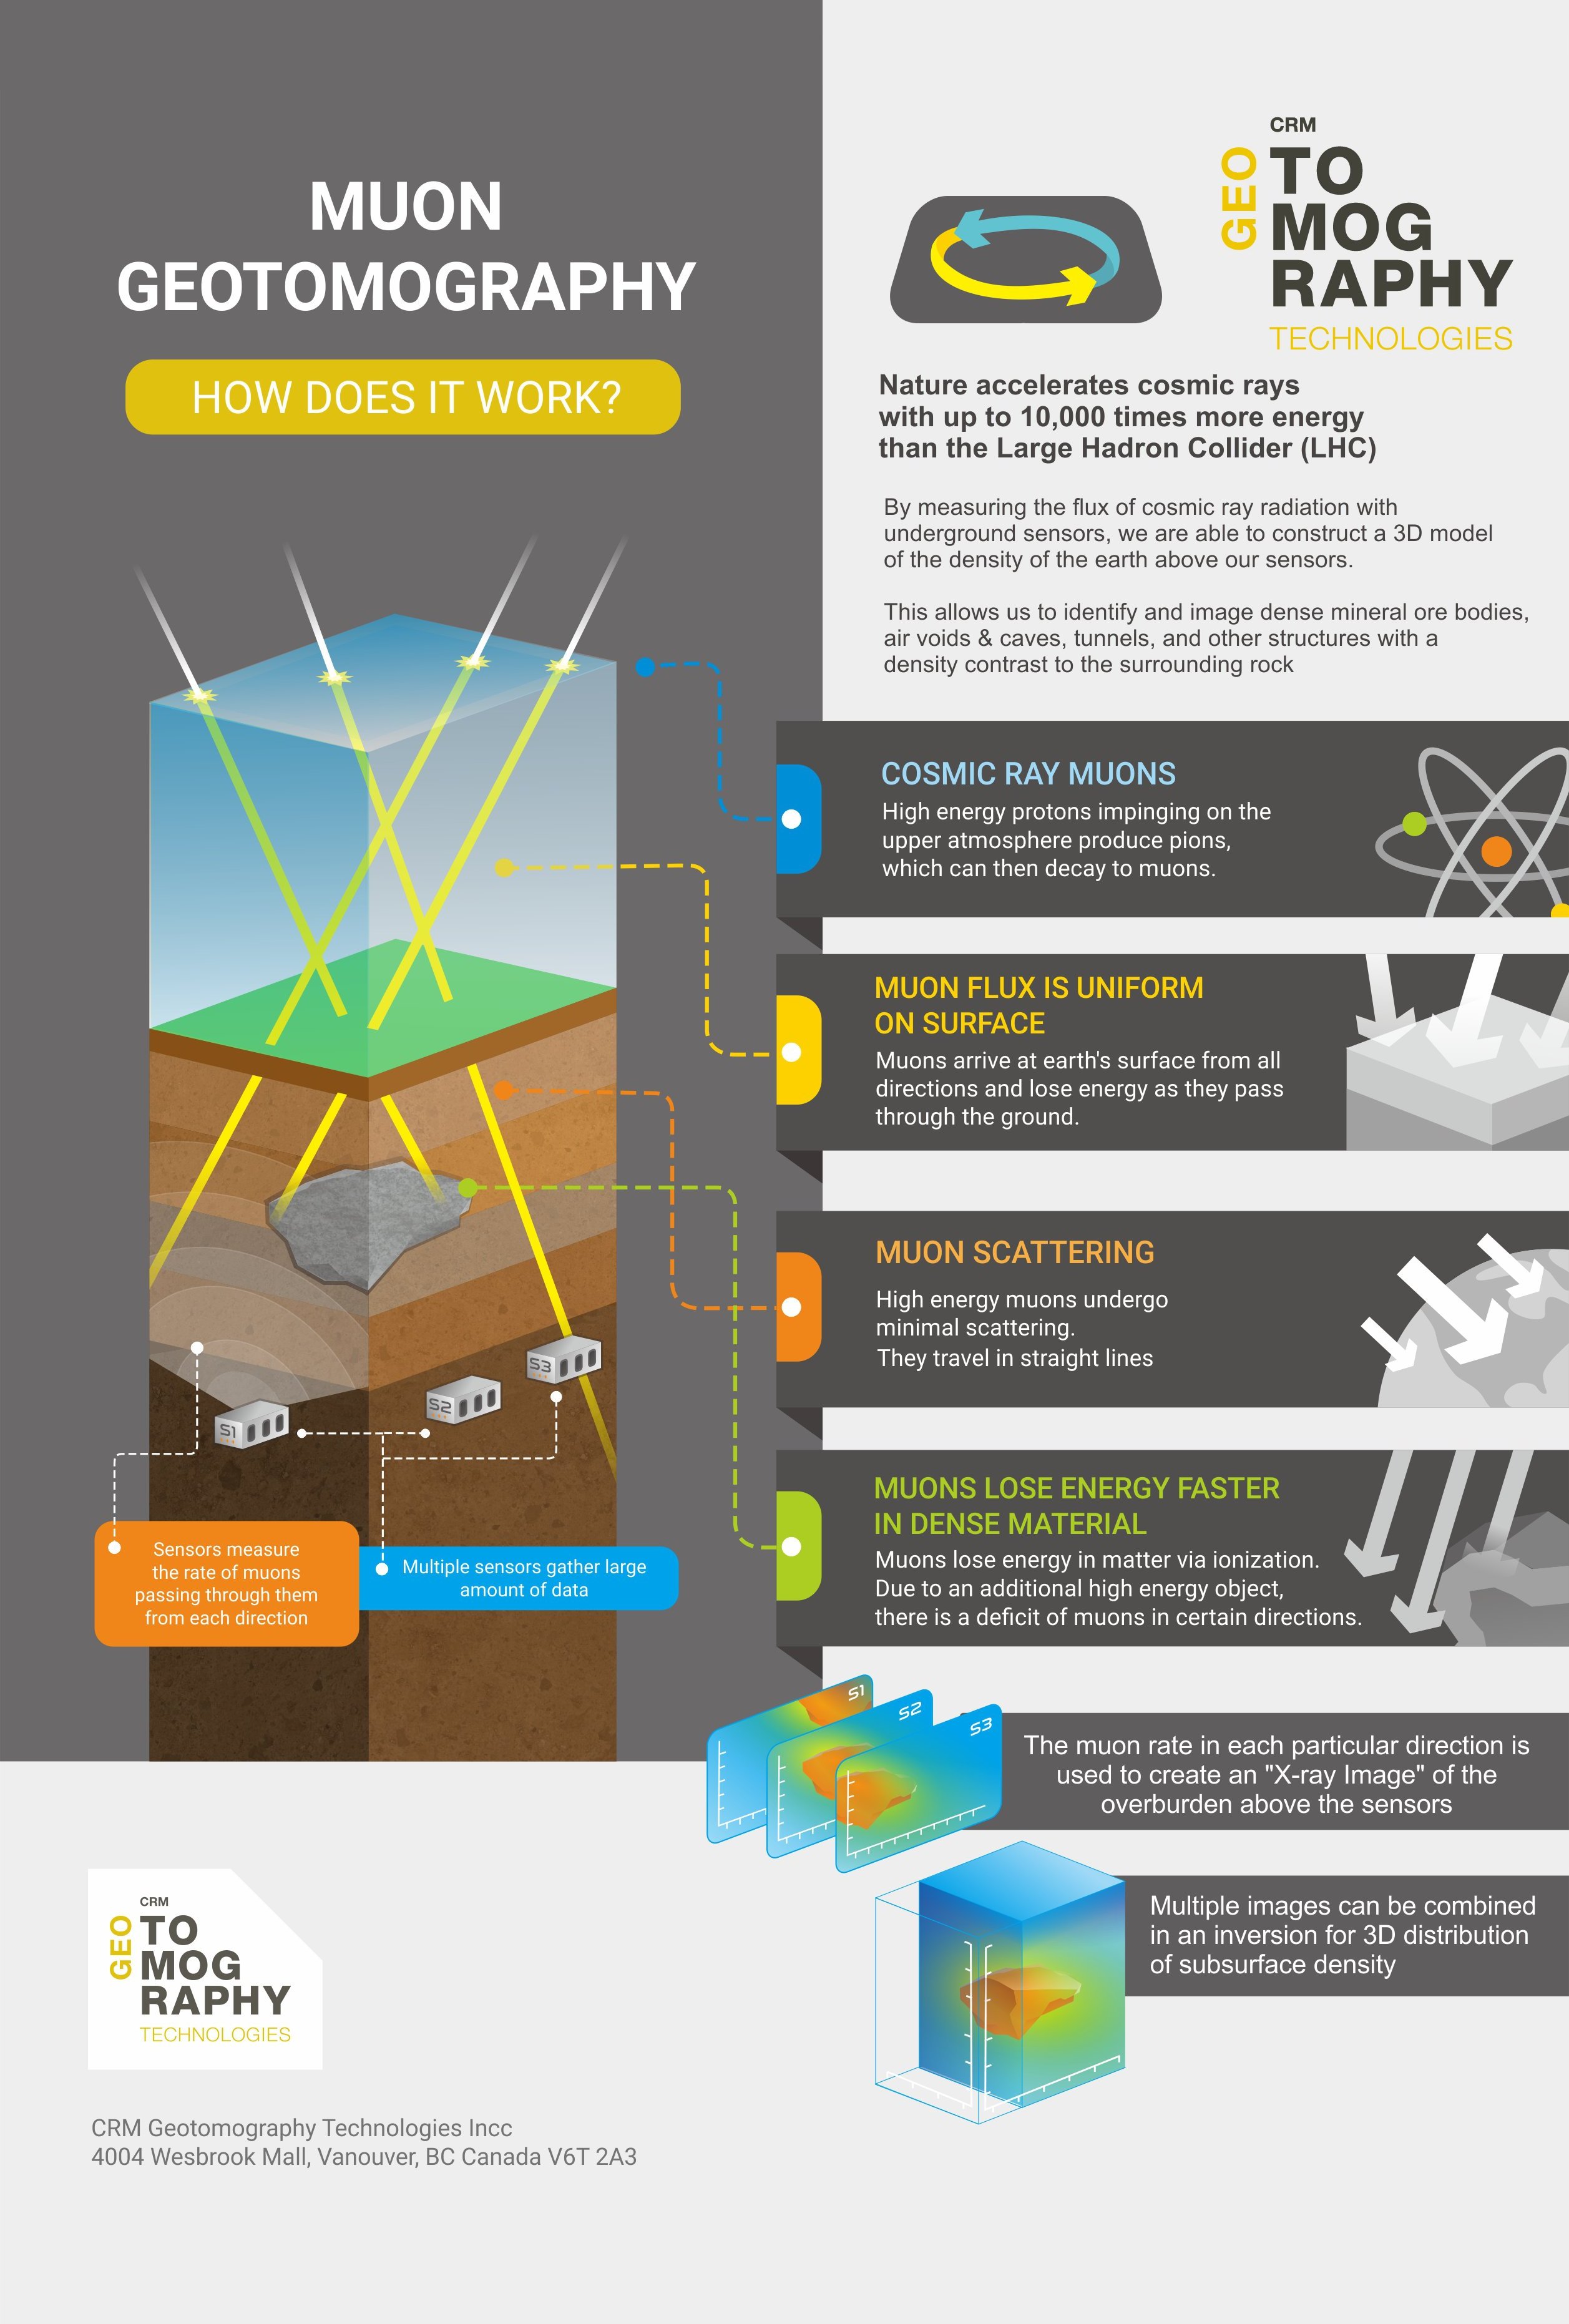 MUON
GEOTOMOGRAPHY
HOW DOES IT WORK?
CRM
GEO
TO
MOG
RAPHY
TECHNOLOGIES
Nature accelerates cosmic rays
with up to 10,000 times more energy
than the Large Hadron Collider (LHC)
By measuring the flux of cosmic ray radiation with
underground sensors, we are able to construct a 3D model
of the density of the earth above our sensors.
This allows us to identify and image dense mineral ore bodies,
air voids & caves, tunnels, and other structures with a
density contrast to the surrounding rock
COSMIC RAY MUONS
High energy protons impinging on the
upper atmosphere produce pions,
which can then decay to muons.
MUON FLUX IS UNIFORM
ON SURFACE
Muons arrive at earth's surface from all
directions and lose energy as they pass
through the ground.
MUON SCATTERING
High energy muons undergo
minimal scattering.
They travel in straight lines
MUONS LOSE ENERGY FASTER
IN DENSE MATERIAL
Muons lose energy in matter via ionization.
Due to an additional high energy object,
there is a deficit of muons in certain directions.
S1
S2
S3
Sensors measure
the rate of muons
passing through them
from each direction
Multiple sensors gather large
amount of data
S1
S2
S3
The muon rate in each particular direction is
used to create an "X-ray Image" of the
overburden above the sensors
Multiple images can be combined
in an inversion for 3D distribution
of subsurface density
CRM
GEO
TO
MOG
RAPHY
TECHNOLOGIES
CRM Geotomography Technologies Incc
4004 Wesbrook Mall, Vanouver, BC Canada V6T 2A3